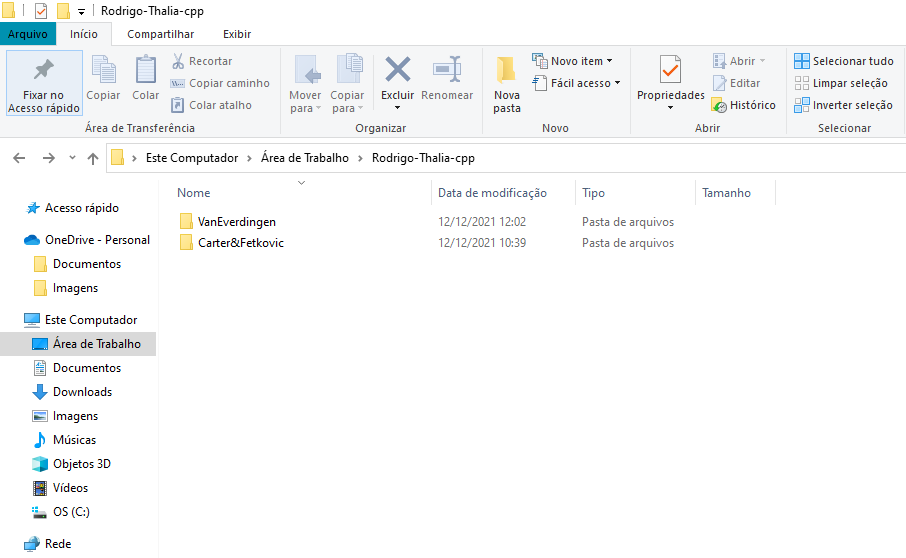 Rodrigo-Thalia-cpp
Arquivo Início Compartilhar Exibir
Fixar no Acesso rápido
Copiar
Colar
Recortar
Copiar caminho
Colar atalho
Área de Transferência
Mover para
Copiar para
Excluir
Renomear
Organizar
Nova pasta
Novo item
Fácil acesso
Novo
Propriedades
Abrir
Editar
Histórico
Abrir
Selecionar tudo
Limpar seleção
Inverter seleção
Selecionar
Este Computador > Área de Trabalho > Rodrigo-Thalia-cpp
Nome Data de modificação Tipo Tamanho
VanEverdingen 12/12/2021 12:02 Pasta de arquivos
Carter&Fetkovic 12/12/2021 10:39 Pasta de arquivos
Acesso rápido
OneDrive - Personal
Documentos
Imagens
Este Computador
Área de Trabalho
Documentos
Downloads
Imagens
Músicas
Objetos 3D
Vídeos
OS (C:)
Rede